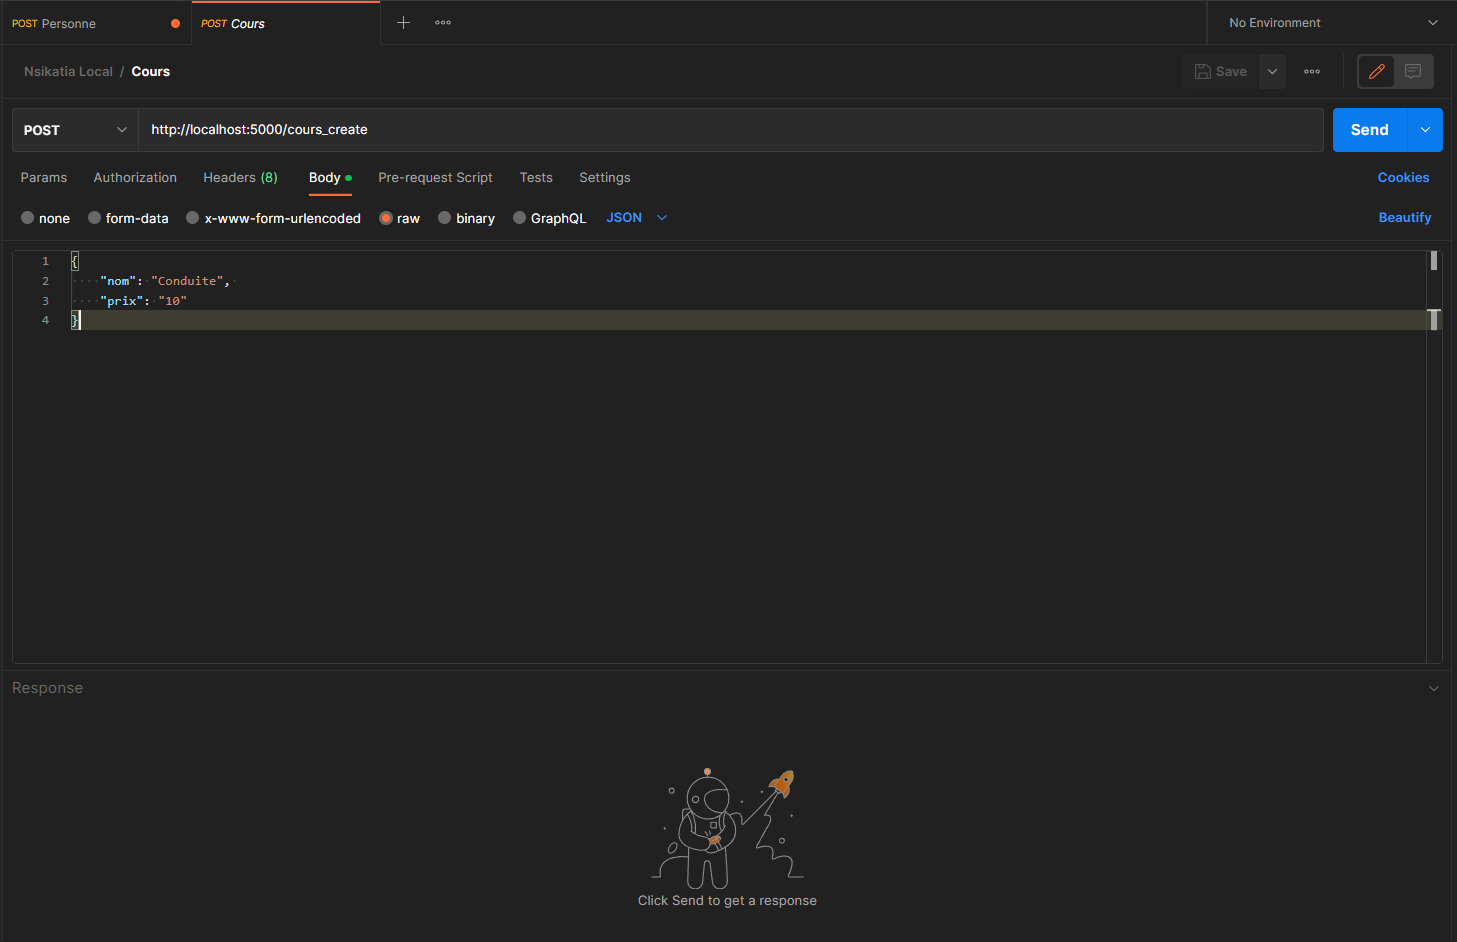 POST Personne
POST Cours
No Environment
Nsikatia Local / Cours
Save
POST
http://localhost:5000/cours_create
Send
Params Authorization Headers (8) Body Pre-request Script Tests Settings Cookies
none form-data x-www-form-urlencoded raw binary GraphQL JSON Beautify
1 {
2 "nom": "Conduite",
3 "prix": "10"
4 }
Response
Click Send to get a response